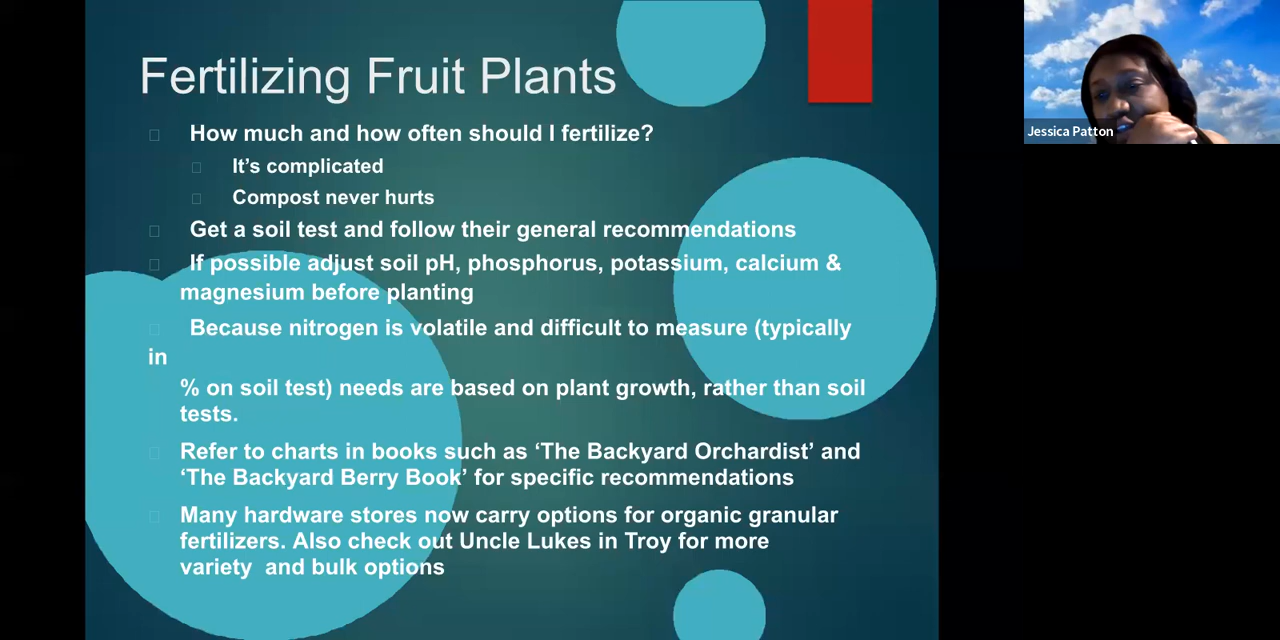 Fertilizing Fruit Plants
How much and how often should I fertilize?
It’s complicated
Compost never hurts
Get a soil test and follow their general recommendations
If possible adjust soil pH, phosphorus, potassium, calcium &
magnesium before planting
Because nitrogen is volatile and difficult to measure (typically
in
% on soil test) needs are based on plant growth, rather than soil
tests.
Refer to charts in books such as ‘The Backyard Orchardist’ and
‘The Backyard Berry Book’ for specific recommendations
Many hardware stores now carry options for organic granular
fertilizers. Also check out Uncle Lukes in Troy for more
variety  and bulk options
Jessica Patton